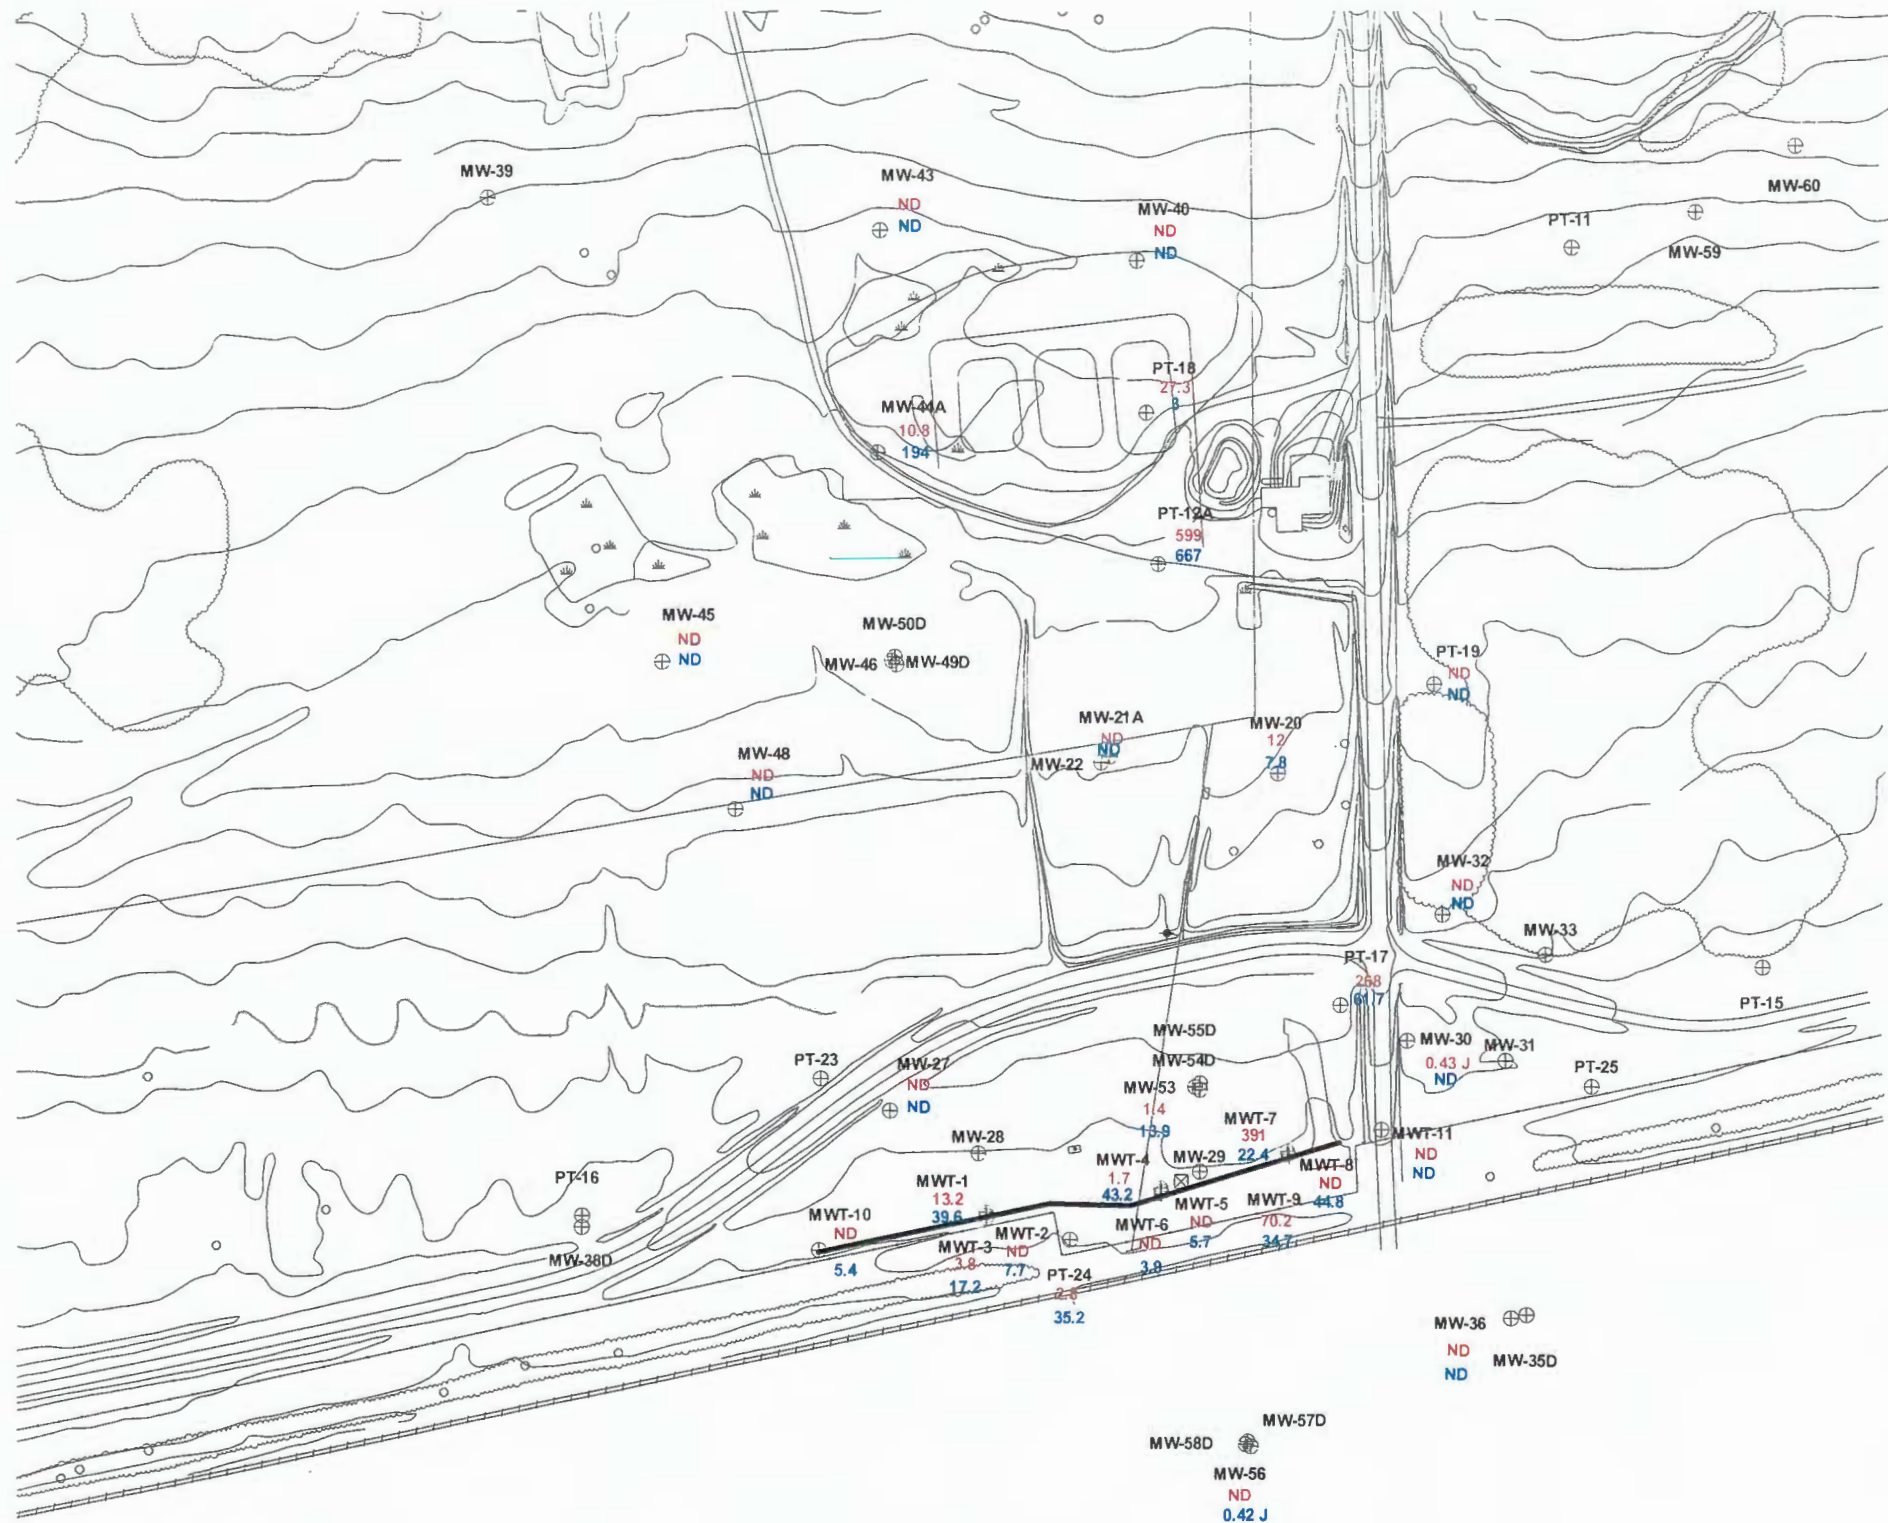 MW-39
MW-43
ND
ND
MW-40
ND
ND
MW-60
PT-11
MW-59
PT-18
27.3
8
MW-44A
10.8
194
PT-12A
599
667
MW-45
ND
ND
MW-50D
MW-46
MW-49D
PT-19
ND
ND
MW-21A
ND
ND
MW-22
MW-20
12
7.8
MW-48
ND
ND
MW-32
ND
ND
MW-33
PT-17
268
61.7
PT-15
MW-55D
MW-54D
MW-53
1.4
13.9
MW-30
0.43 J
ND
MW-31
PT-25
PT-23
MW-27
ND
ND
MW-28
MWT-7
391
22.4
MWT-11
ND
ND
MWT-4
1.7
43.2
MW-29
MWT-8
ND
44.8
PT-16
MW-38D
MWT-1
13.2
39.6
MWT-10
ND
5.4
MWT-5
ND
5.7
MWT-9
70.2
34.7
MWT-6
ND
3.9
MWT-2
ND
7.7
MWT-3
3.8
17.2
PT-24
2.8
35.2
MW-36
ND
ND
MW-35D
MW-57D
MW-58D
MW-56
ND
0.42 J